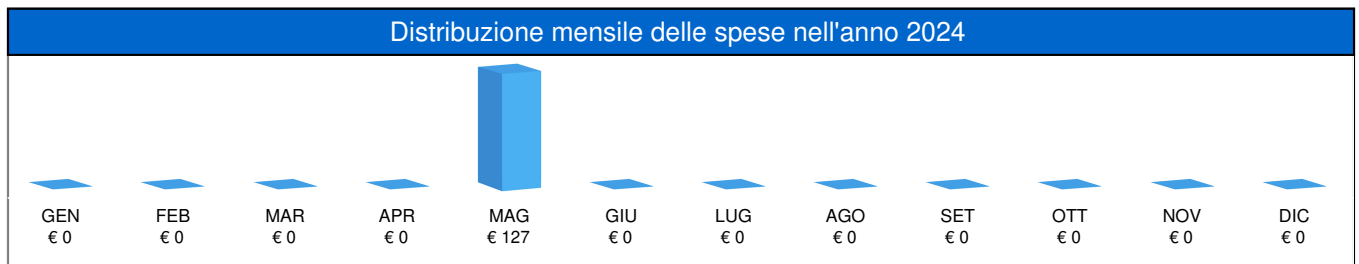 Distribuzione mensile delle spese nell'anno 2024
GEN FEB MAR APR MAG GIU LUG AGO SET OTT NOV DIC
€ 0 € 0 € 0 € 0 € 127 € 0 € 0 € 0 € 0 € 0 € 0 € 0